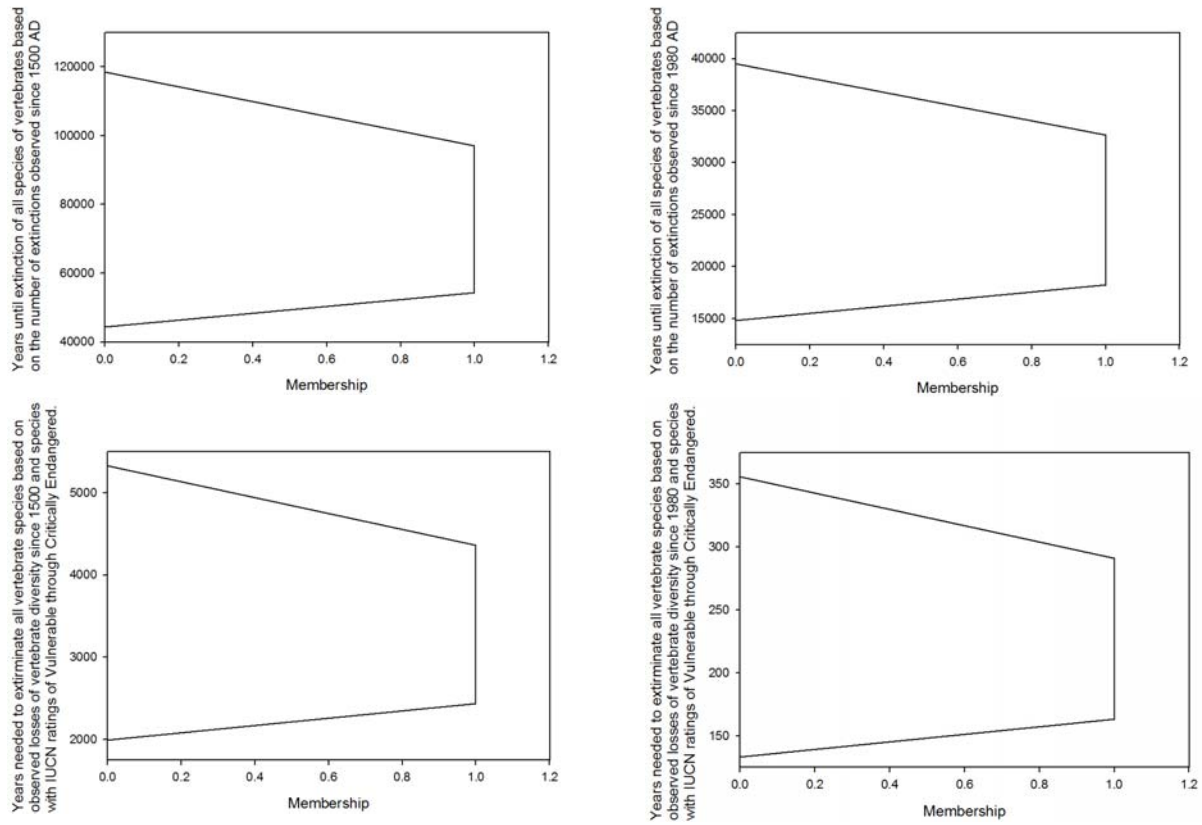 Years until extinction of all species of vertebrates based
on the number of extinctions observed since 1500 AD
120000
100000
80000
60000
40000
0.0 0.2 0.4 0.6 0.8 1.0 1.2
Membership
Years until extinction of all species of vertebrates based
on the number of extinctions observed since 1980 AD
40000
35000
30000
25000
20000
15000
0.0 0.2 0.4 0.6 0.8 1.0 1.2
Membership
Years needed to extirminate all vertebrate species based on
observed losses of vertebrate diversity since 1500 and species
with IUCN ratings of Vulnerable through Critically Endangered.
5000
4000
3000
2000
0.0 0.2 0.4 0.6 0.8 1.0 1.2
Membership
Years needed to extirminate all vertebrate species based on
observed losses of vertebrate diversity since 1980 and species
with IUCN ratings of Vulnerable through Critically Endangered.
350
300
250
200
150
0.0 0.2 0.4 0.6 0.8 1.0 1.2
Membership